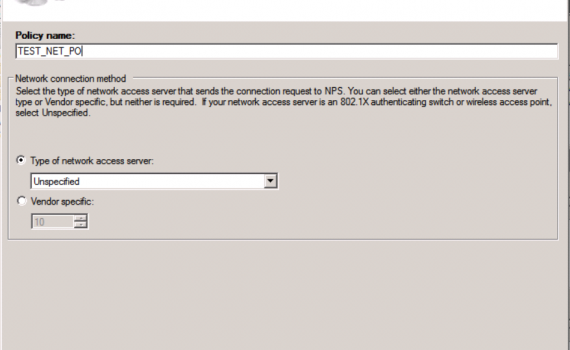 Policy name:
TEST_NET_PO
Network connection method
Select the type of network access server that sends the connection request to NPS. You can select either the network access server
type or Vendor specific, but neither is required.  If your network access server is an 802.1X authenticating switch or wireless access point,
select Unspecified.
Type of network access server:
Unspecified
Vendor specific:
10